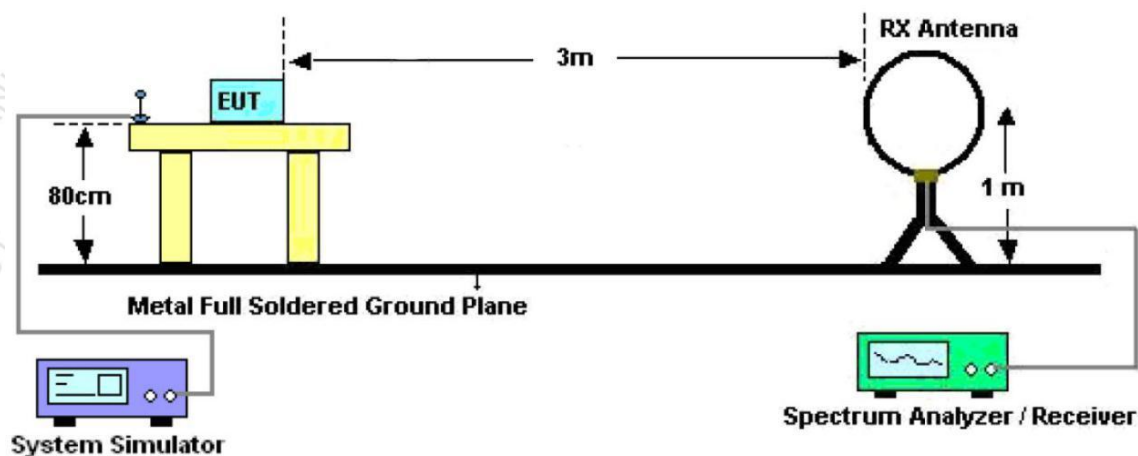 RX Antenna
3m
EUT
80cm
1 m
Metal Full Soldered Ground Plane
System Simulator
Spectrum Analyzer / Receiver